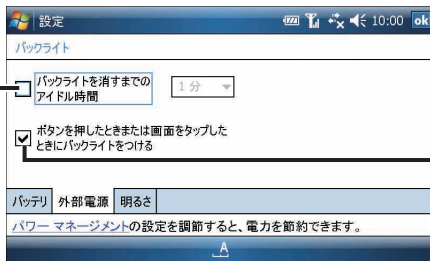 設定 10:00 ok
バックライト
バックライトを消すまでの
アイドル時間
1 分
ボタンを押したときまたは画面をタップした
ときにバックライトをつける
バッテリ 外部電源 明るさ
パワー マネージメントの設定を調節すると、電力を節約できます。
A